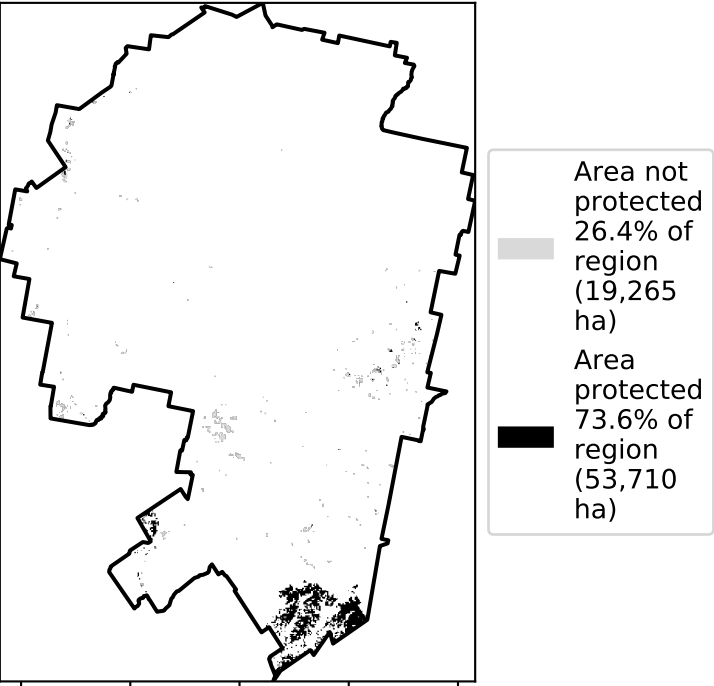 Area not
protected
26.4% of
region
(19,265
ha)
Area
protected
73.6% of
region
(53,710
ha)